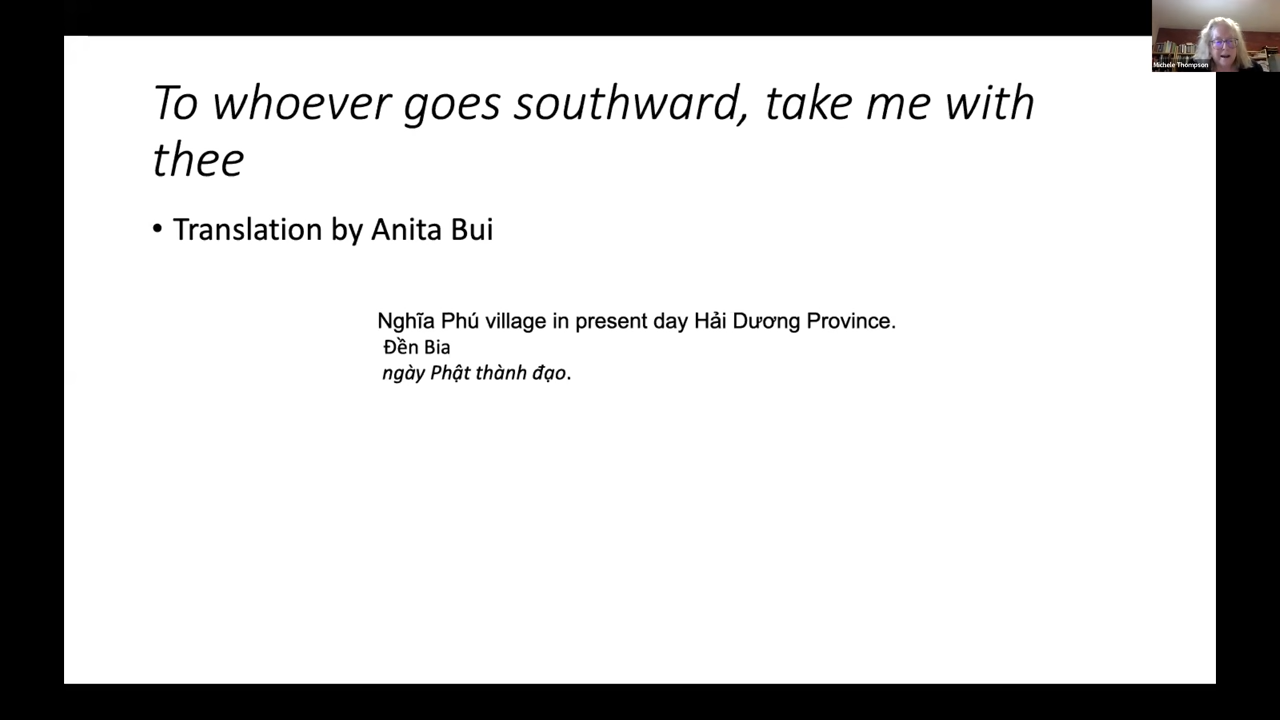 To whoever goes southward, take me with
thee
• Translation by Anita Bui
Nghĩa Phú village in present day Hải Dương Province.
Đền Bia
ngày Phật thành đạo.
Michele Thompson